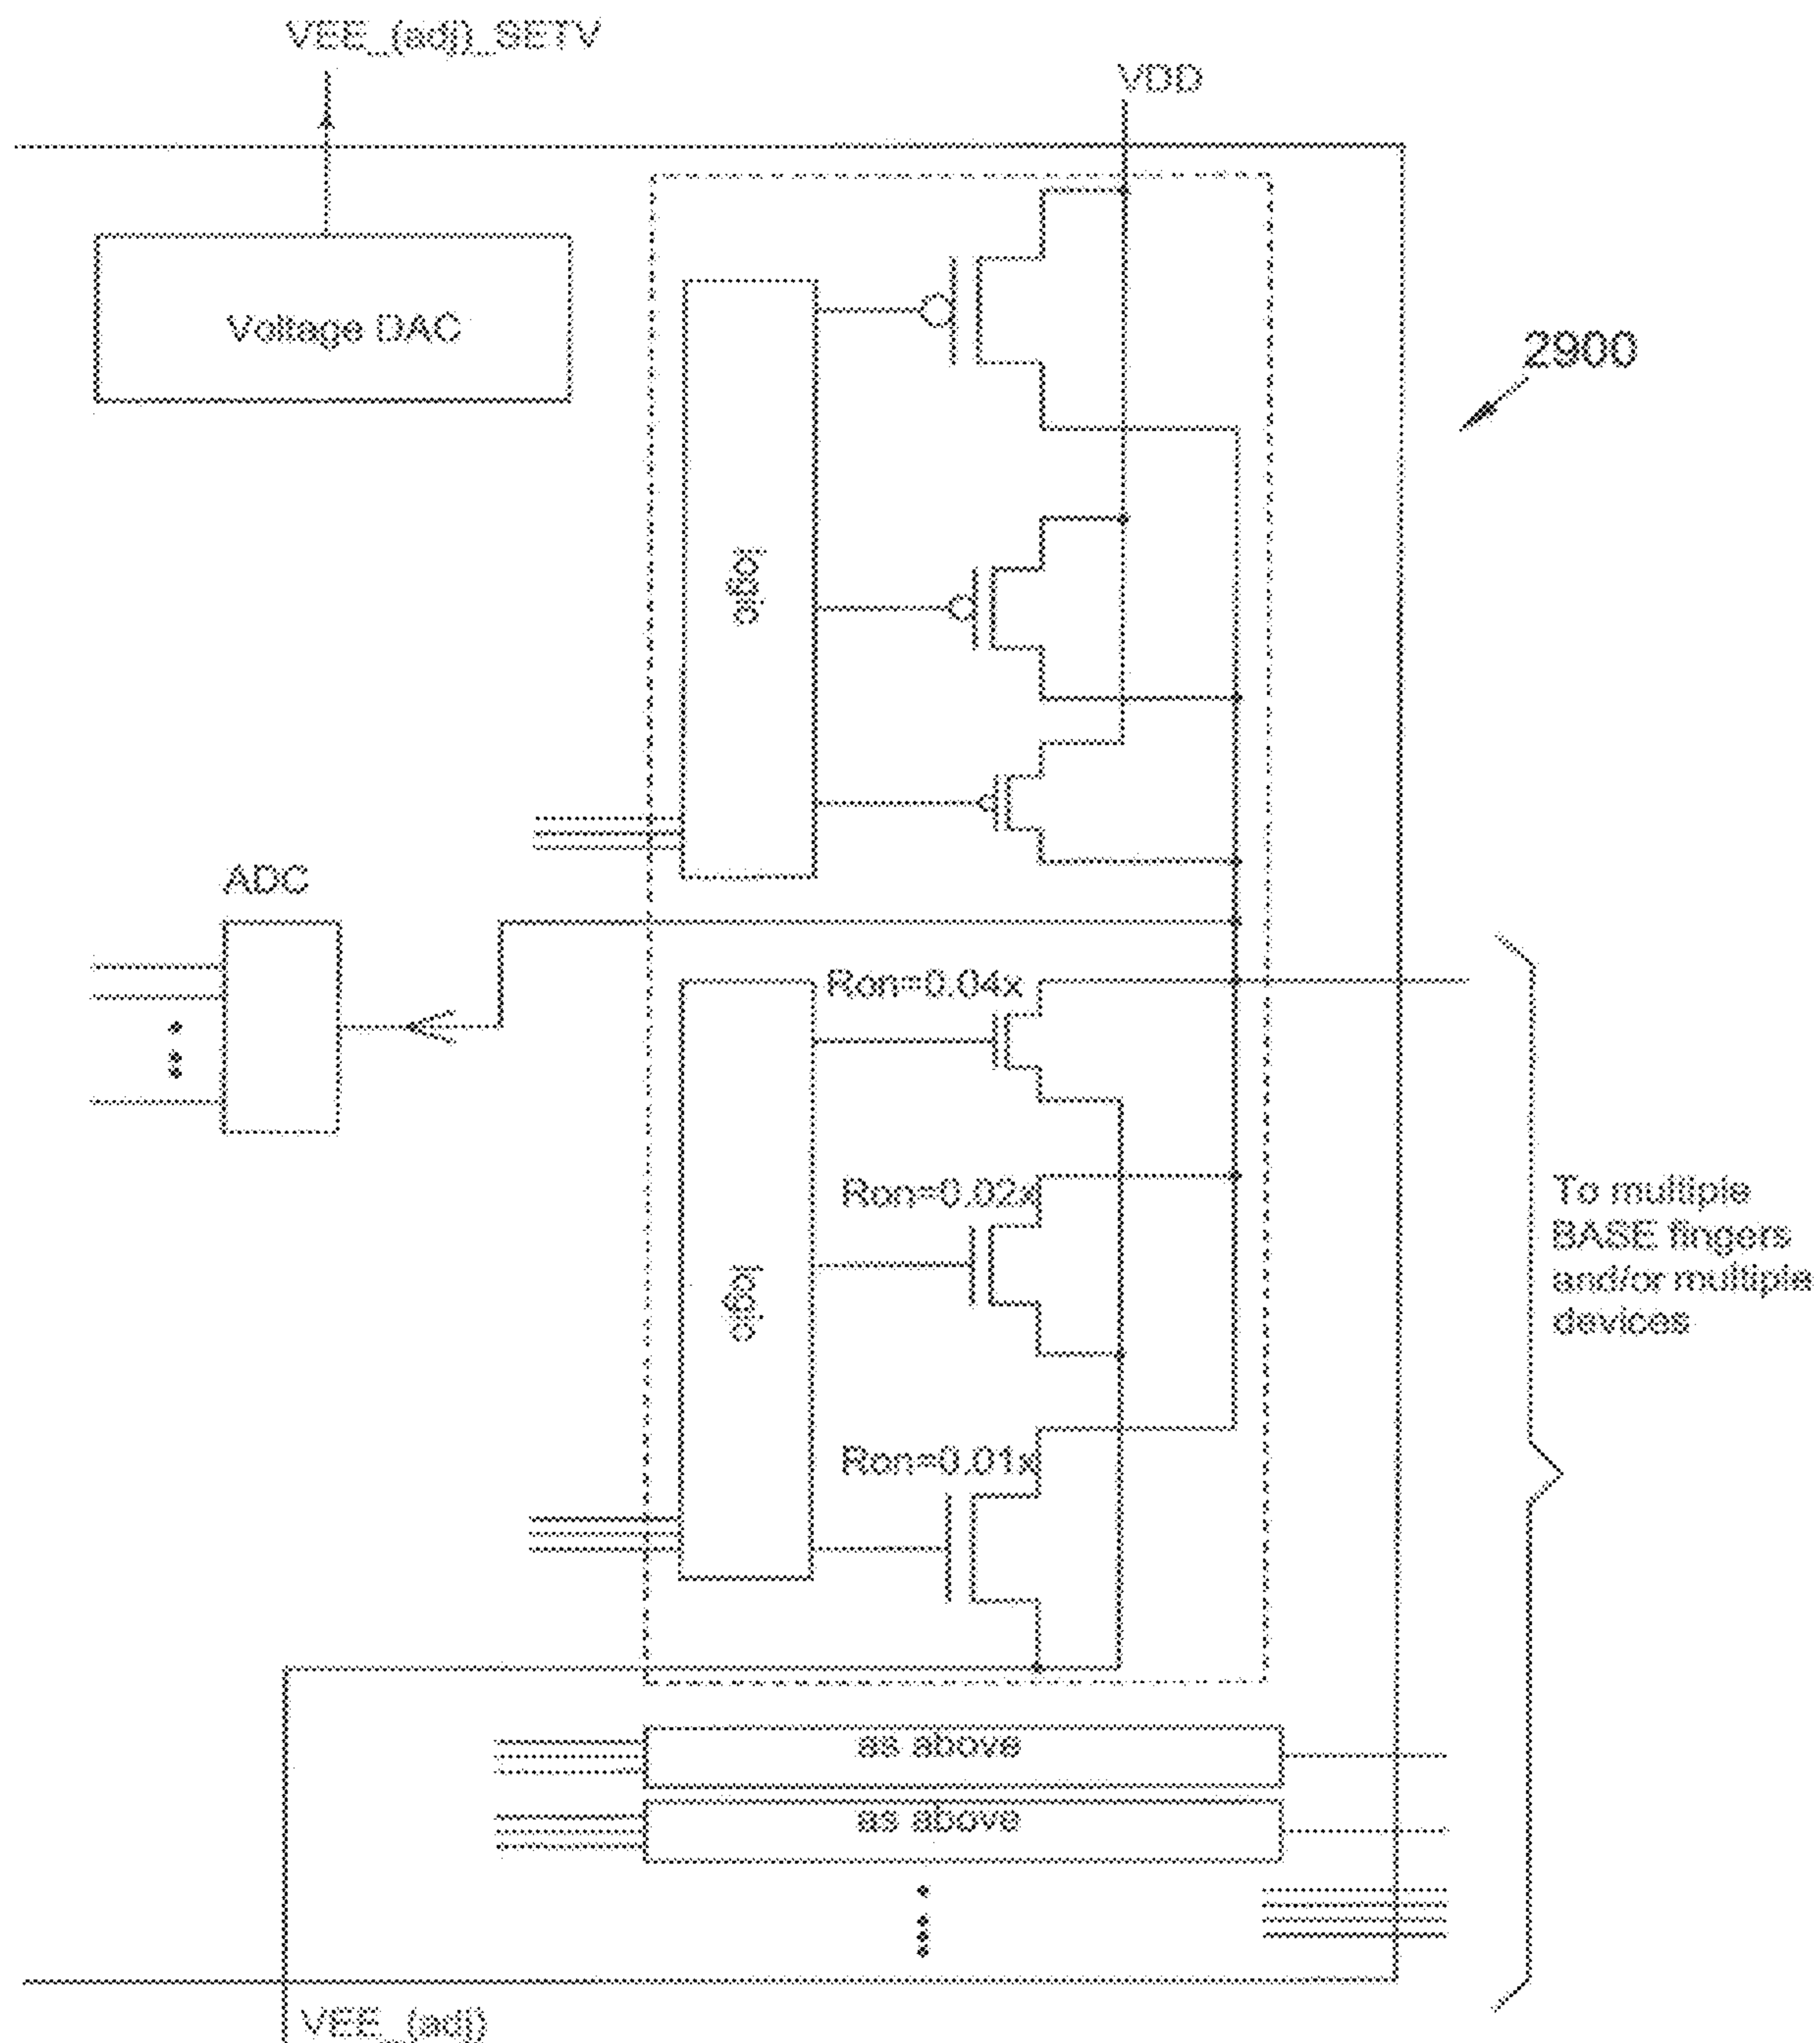 VEE_(adj)_SETV
VDD
Voltage DAC
2900
logic
ADC
Ron=0.04x
Ron=0.02x
To multiple
BASE fingers
and/or multiple
devices
logic
Ron=0.01x
as above
as above
VEE_(adj)